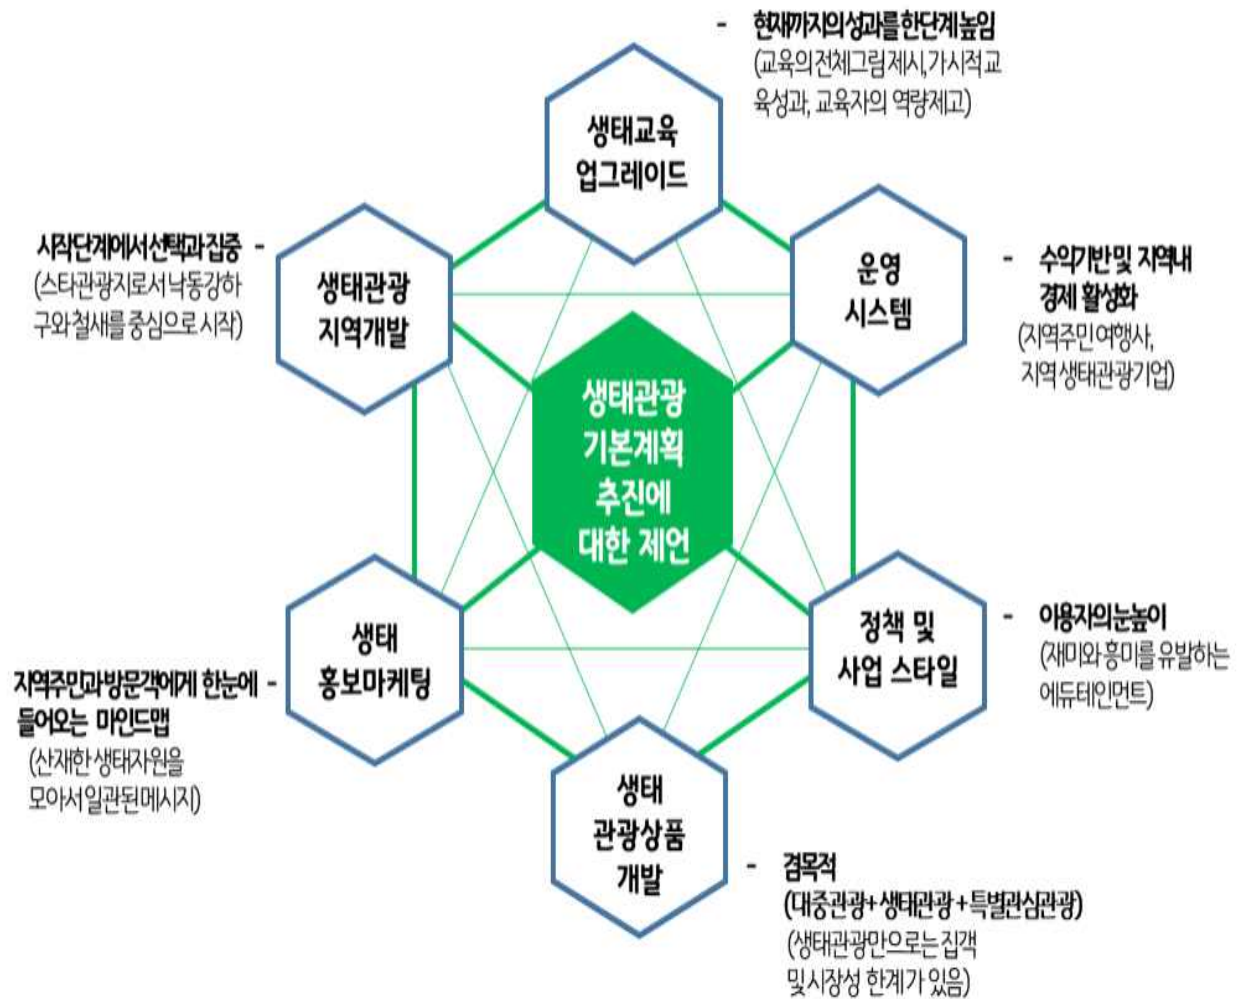 - 현재까지의 성과를 한단계 높임
(교육의 전체그림 제시, 가시적 교
육성과, 교육자의 역량제고)
생태교육
업그레이드
시작단계에서 선택과 집중 -
(스타관광지로서 낙동강하
구와 철새를 중심으로 시작)
생태관광
지역개발
운영
시스템
- 수익기반 및 지역내
경제 활성화
(지역주민 여행사,
지역 생태관광기업)
생태관광
기본계획
추진에
대한 제언
지역주민과 방문객에게 한눈에 -
들어오는 마인드맵
(산재한 생태자원을
모아서 일관된 메시지)
생태
홍보마케팅
정책 및
사업 스타일
- 이용자의 눈높이
(재미와 흥미를 유발하는
에듀테인먼트)
생태
관광상품
개발
- 겸목적
(대중관광 + 생태관광 + 특별관심관광)
(생태관광만으로는 집객
및 시장성 한계가 있음)